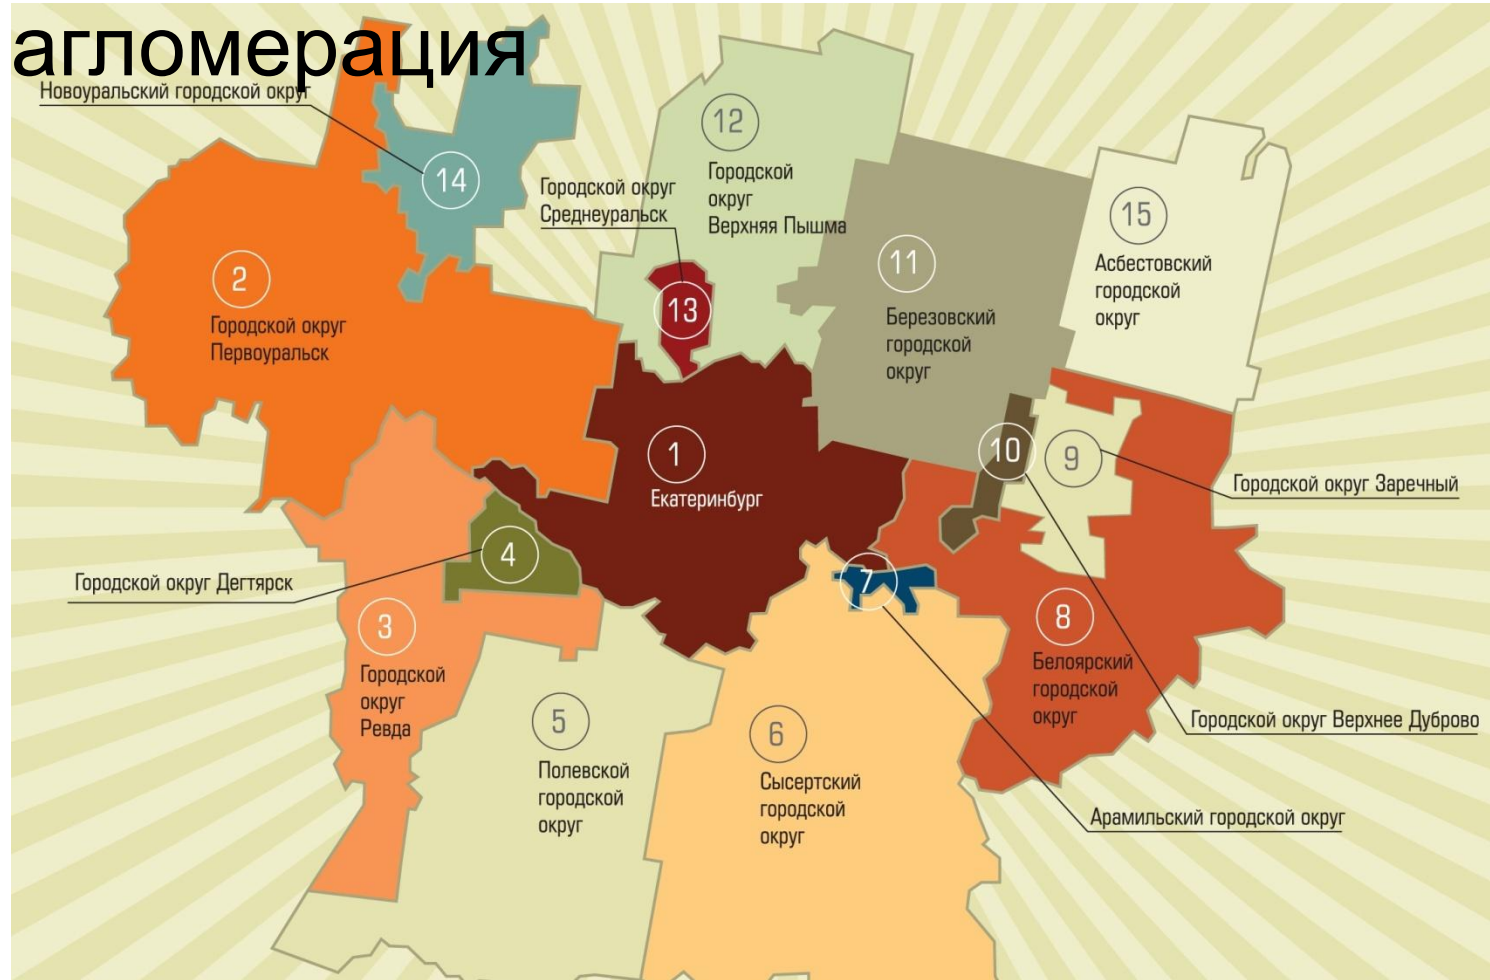 агломерация
Новоуральский городской округ
14
12
Городской
округ
Верхняя Пышма
Городской округ
Среднеуральск
13
15
Асбестовский
городской
округ
11
Березовский
городской
округ
2
Городской округ
Первоуральск
1
Екатеринбург
10
9
Городской округ Заречный
4
Городской округ Дегтярск
7
3
Городской
округ
Ревда
8
Белоярский
городской
округ
Городской округ Верхнее Дуброво
5
Полевской
городской
округ
6
Сысертский
городской
округ
Арамильский городской округ